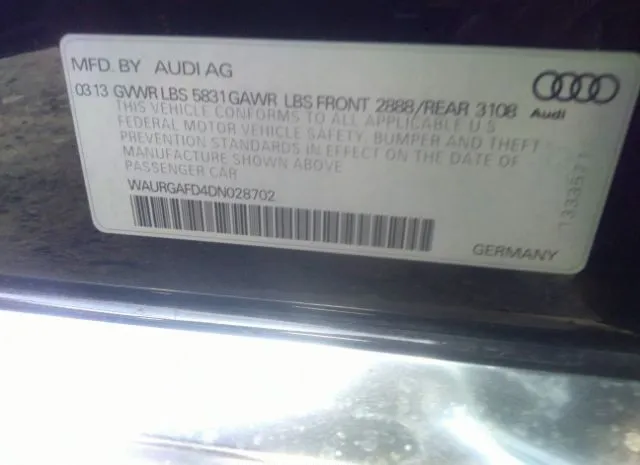 MFD. BY AUDI AG
0313 GVWR LBS 5831 GAWR LBS FRONT 2888/REAR 3108
THIS VEHICLE CONFORMS TO ALL APPLICABLE U S
FEDERAL MOTOR VEHICLE SAFETY, BUMPER AND THEFT
PREVENTION STANDARDS IN EFFECT ON THE DATE OF
MANUFACTURE SHOWN ABOVE
PASSENGER CAR
WAURGAFD4DN028702
Audi
GERMANY